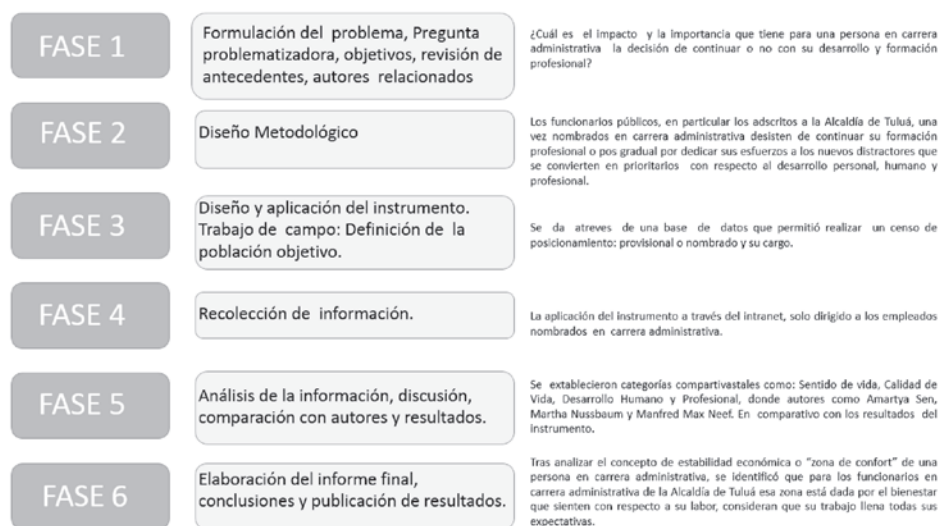 FASE 1
Formulación del problema, Pregunta
problematizadora, objetivos, revisión de
antecedentes, autores relacionados
¿Cuál es el impacto y la importancia que tiene para una persona en carrera
administrativa la decisión de continuar o no con su desarrollo y formación
profesional?
FASE 2
Diseño Metodológico
Los funcionarios públicos, en particular los adscritos a la Alcaldía de Tuluá, una
vez nombrados en carrera administrativa desisten de continuar su formación
profesional o pos gradual por dedicar sus esfuerzos a los nuevos distractores que
se convierten en prioritarios con respecto al desarrollo personal, humano y
profesional.
FASE 3
Diseño y aplicación del instrumento.
Trabajo de campo: Definición de la
población objetivo.
Se da atreves de una base de datos que permitió realizar un censo de
posicionamiento: provisional o nombrado y su cargo.
FASE 4
Recolección de información.
La aplicación del instrumento a través del intranet, solo dirigido a los empleados
nombrados en carrera administrativa.
FASE 5
Análisis de la información, discusión,
comparación con autores y resultados.
Se extablecieron categorías compartivastales como: Sentido de vida, Calidad de
Vida, Desarrollo Humano y Profesional, donde autores como Amartya Sen,
Martha Nussbaum y Manfred Max Neef. En comparativo con los resultados del
instrumento.
FASE 6
Elaboración del informe final,
conclusiones y publicación de resultados.
Tras analizar el concepto de estabilidad económica o "zona de confort" de una
persona en carrera administrativa, se identificó que para los funcionarios en
carrera administrativa de la Alcaldía de Tuluá esa zona está dada por el bienestar
que sienten con respecto a su labor, consideran que su trabajo llena todas sus
expectativas.